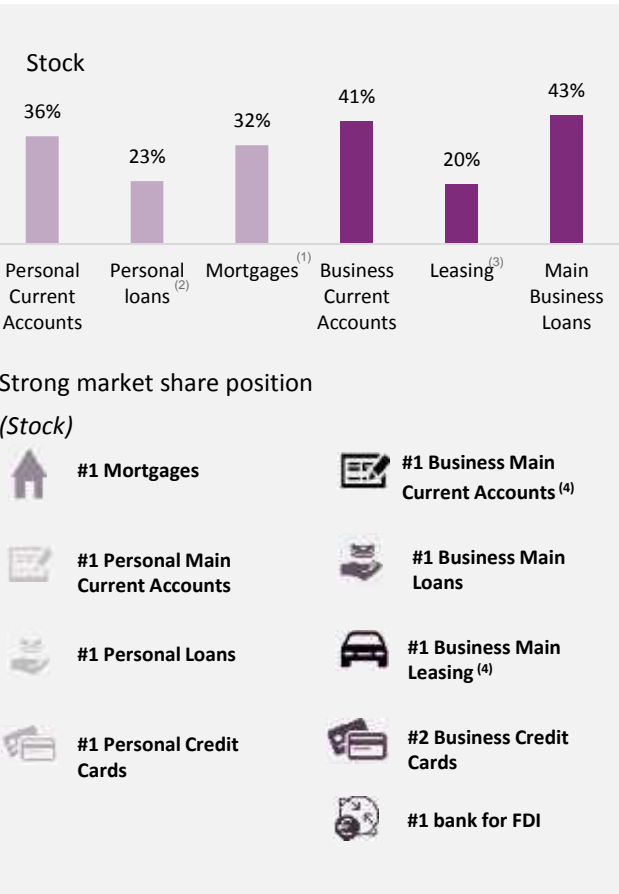 Stock
36%
23%
32%
41%
20%
43%
Personal
Current
Accounts
Personal
loans (2)
Mortgages (1)
Business
Current
Accounts
Leasing (3)
Main
Business
Loans
Strong market share position
(Stock)
#1 Mortgages
#1 Personal Main
Current Accounts
#1 Personal Loans
#1 Personal Credit
Cards
#1 Business Main
Current Accounts (4)
#1 Business Main
Loans
#1 Business Main
Leasing (4)
#2 Business Credit
Cards
#1 bank for FDI